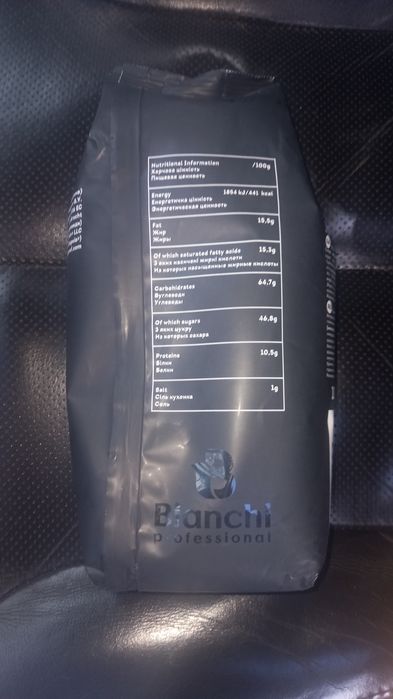 Nutritional Information /100g
Харчова цінність
Пищевая ценность
Energy 1854 kJ/441 kcal
Енергетична цінність
Энергетическая ценность
Fat
Жир
Жиры
Of which saturated fatty acids
З яких насичені жирні кислоти
Из которых насыщенные жирные кислоты
Carbohidrates 64,7g
Вуглеводи
Углеводы
Of which sugars 46,8g
З яких цукру
Из которых сахара
Proteins 10,5g
Білки
Белки
Salt 1g
Сіль кухонна
Соль
Bianchi
professional